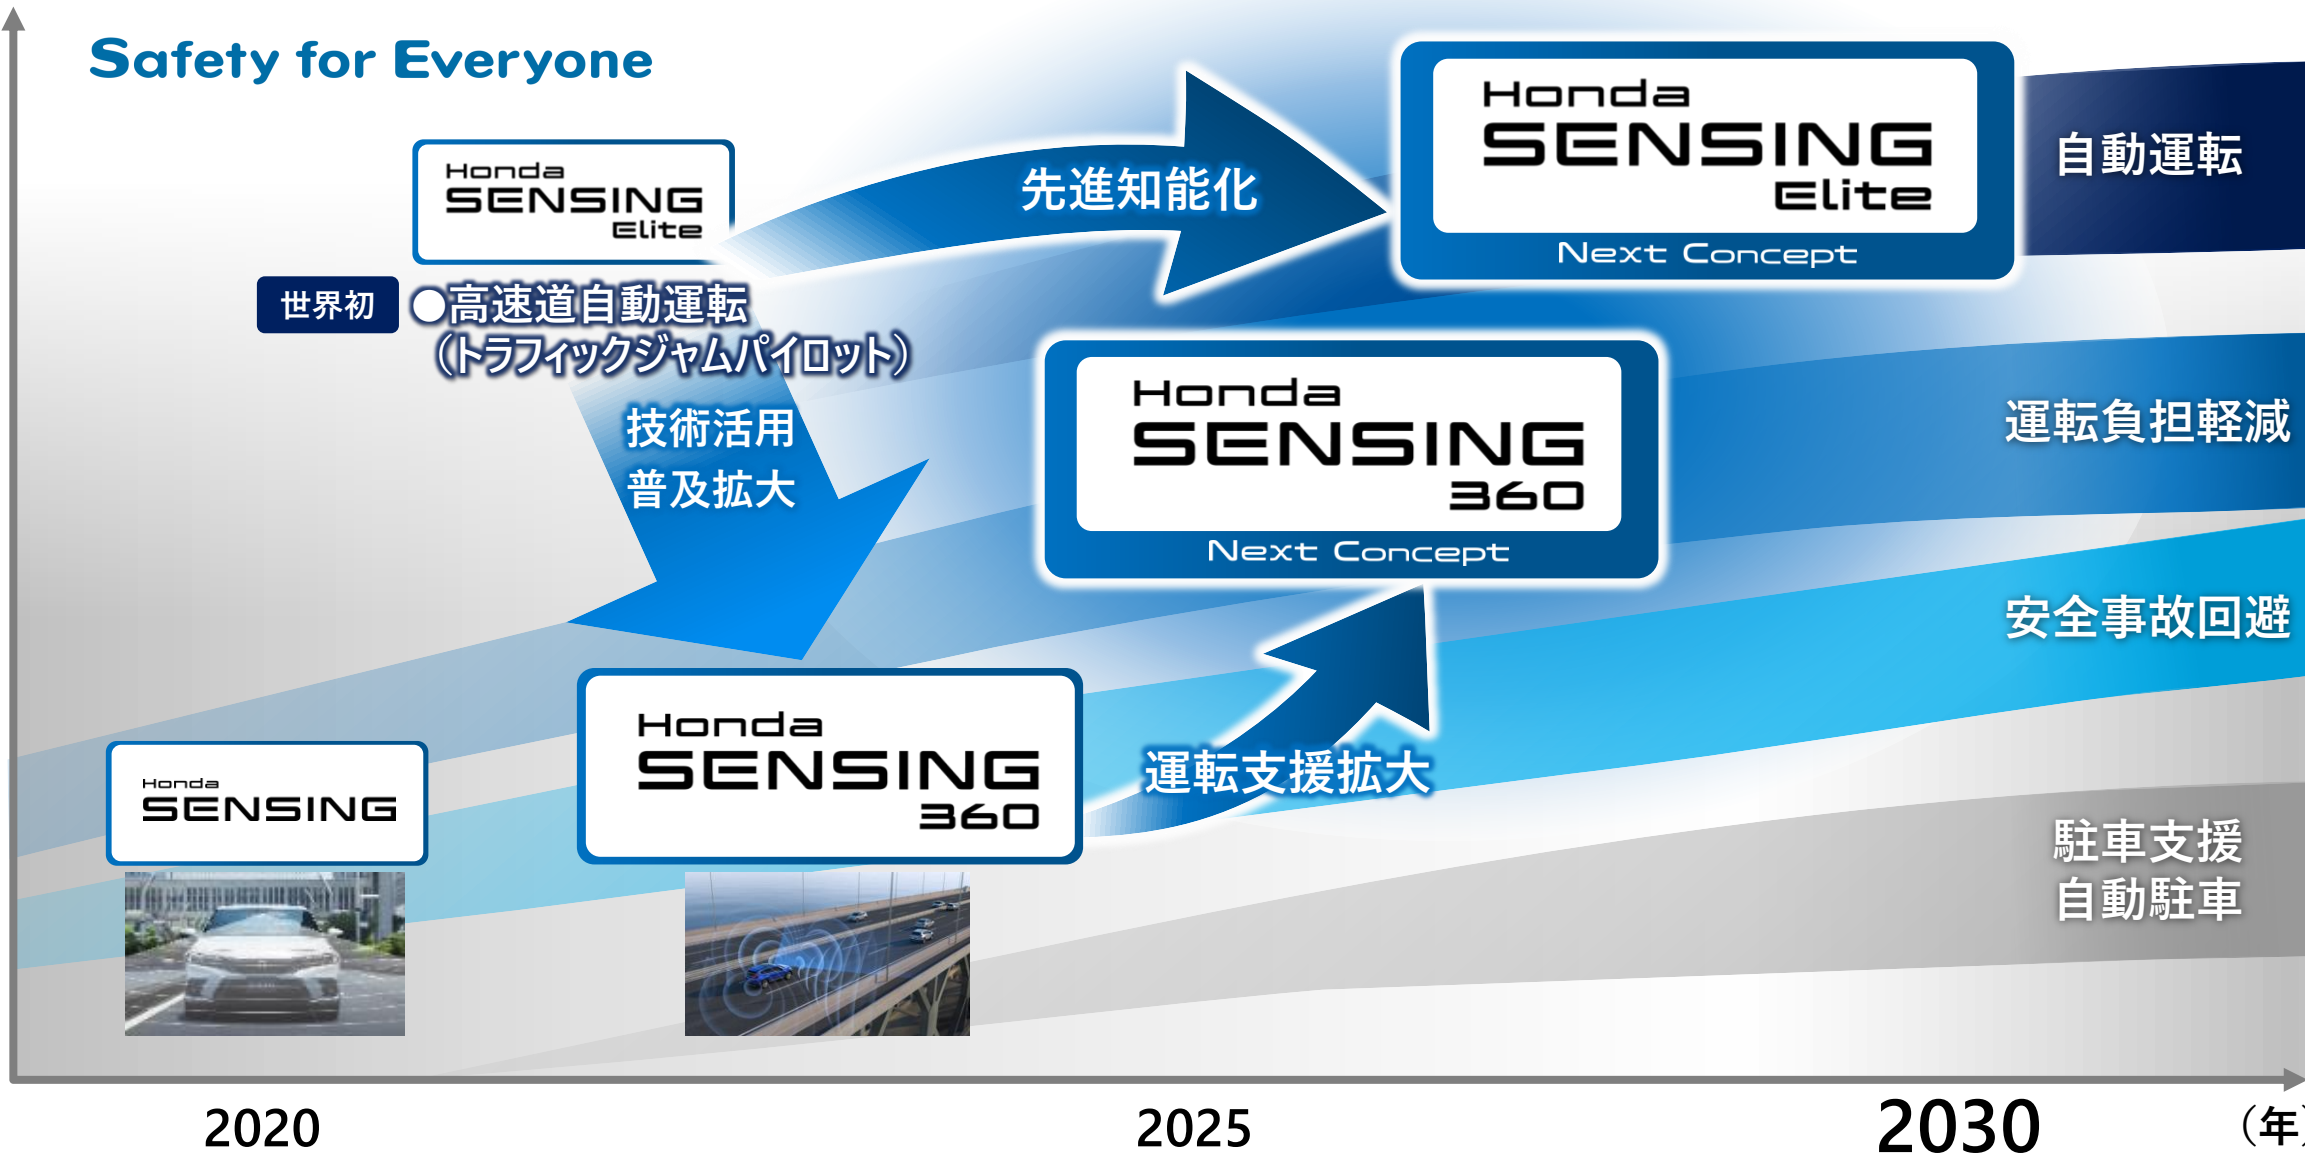 Safety for Everyone
Honda
SENSING
Elite
世界初
●高速道自動運転
（トラフィックジャムパイロット）
先進知能化
Honda
SENSING
Elite
Next Concept
自動運転
技術活用
普及拡大
Honda
SENSING
360
Next Concept
運転負担軽減
安全事故回避
Honda
SENSING
Honda
SENSING
360
運転支援拡大
駐車支援
自動駐車
2020
2025
2030
（年）